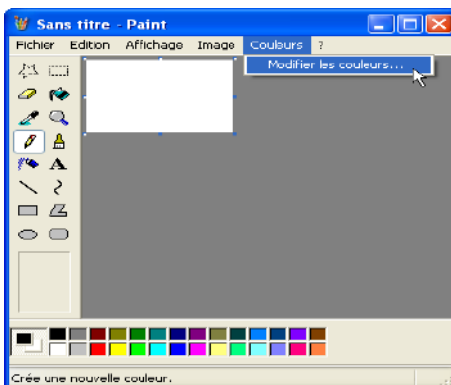 Sans titre - Paint
Fichier Edition Affichage Image Couleurs ?
Modifier les couleurs...
A
Crée une nouvelle couleur.